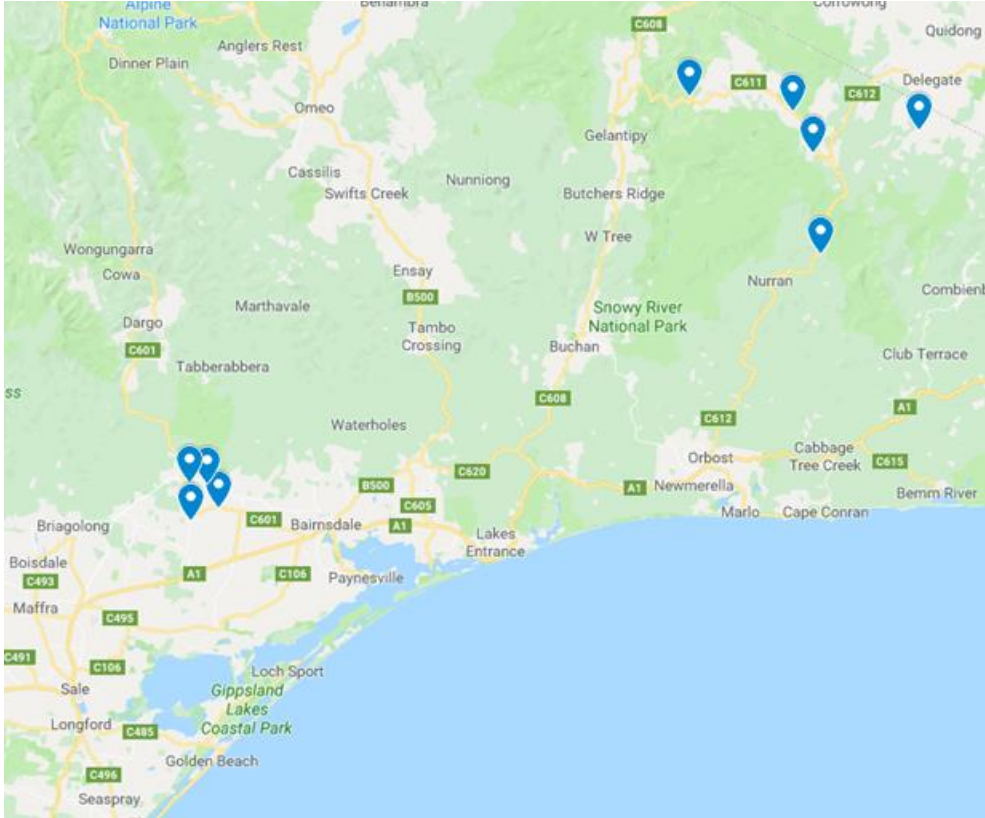 Alpine
National Park
Benambra
Corrowong
C608
Quidong
Anglers Rest
Dinner Plain
C611
Delegate
C612
Omeo
Gelantipy
Cassilis
Nunniong
Swifts Creek
Butchers Ridge
Wongungarra
W Tree
Cowa
Ensay
Nurran
B500
Marthavale
Snowy River
National Park
Dargo
Tambo
Crossing
C601
Buchan
Club Terrace
Tabberabbera
ss
C608
A1
Waterholes
C612
Cabbage
Tree Creek
Orbost
C620
C615
B500
A1
Newmerella
Bemm River
C605
Marlo
Cape Conran
C601
Bairnsdale
A1
Briagolong
Lakes
Entrance
Boisdale
A1
C106
Paynesville
C493
Maffra
C495
C491
C106
Loch Sport
Sale
Gippsland
Lakes
Coastal Park
Longford
C485
Golden Beach
C496
Seaspray